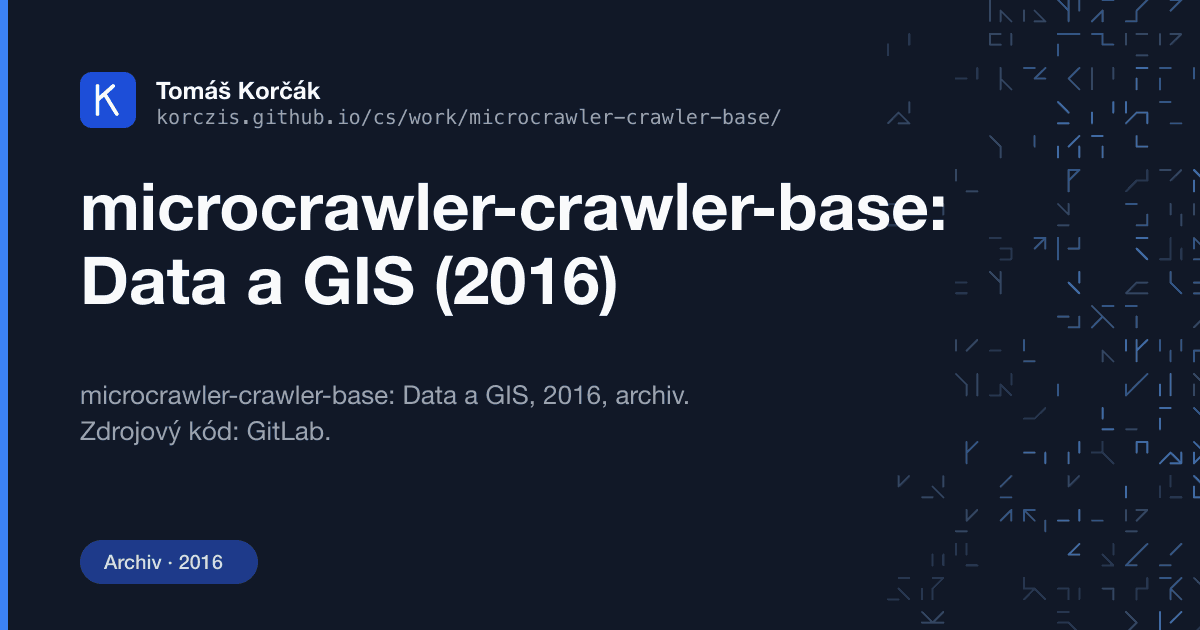 K
Tomáš Korčák
korczis.github.io/cs/work/microcrawler-crawler-base/
microcrawler-crawler-base:
Data a GIS (2016)
microcrawler-crawler-base: Data a GIS, 2016, archiv.
Zdrojový kód: GitLab.
Archiv · 2016